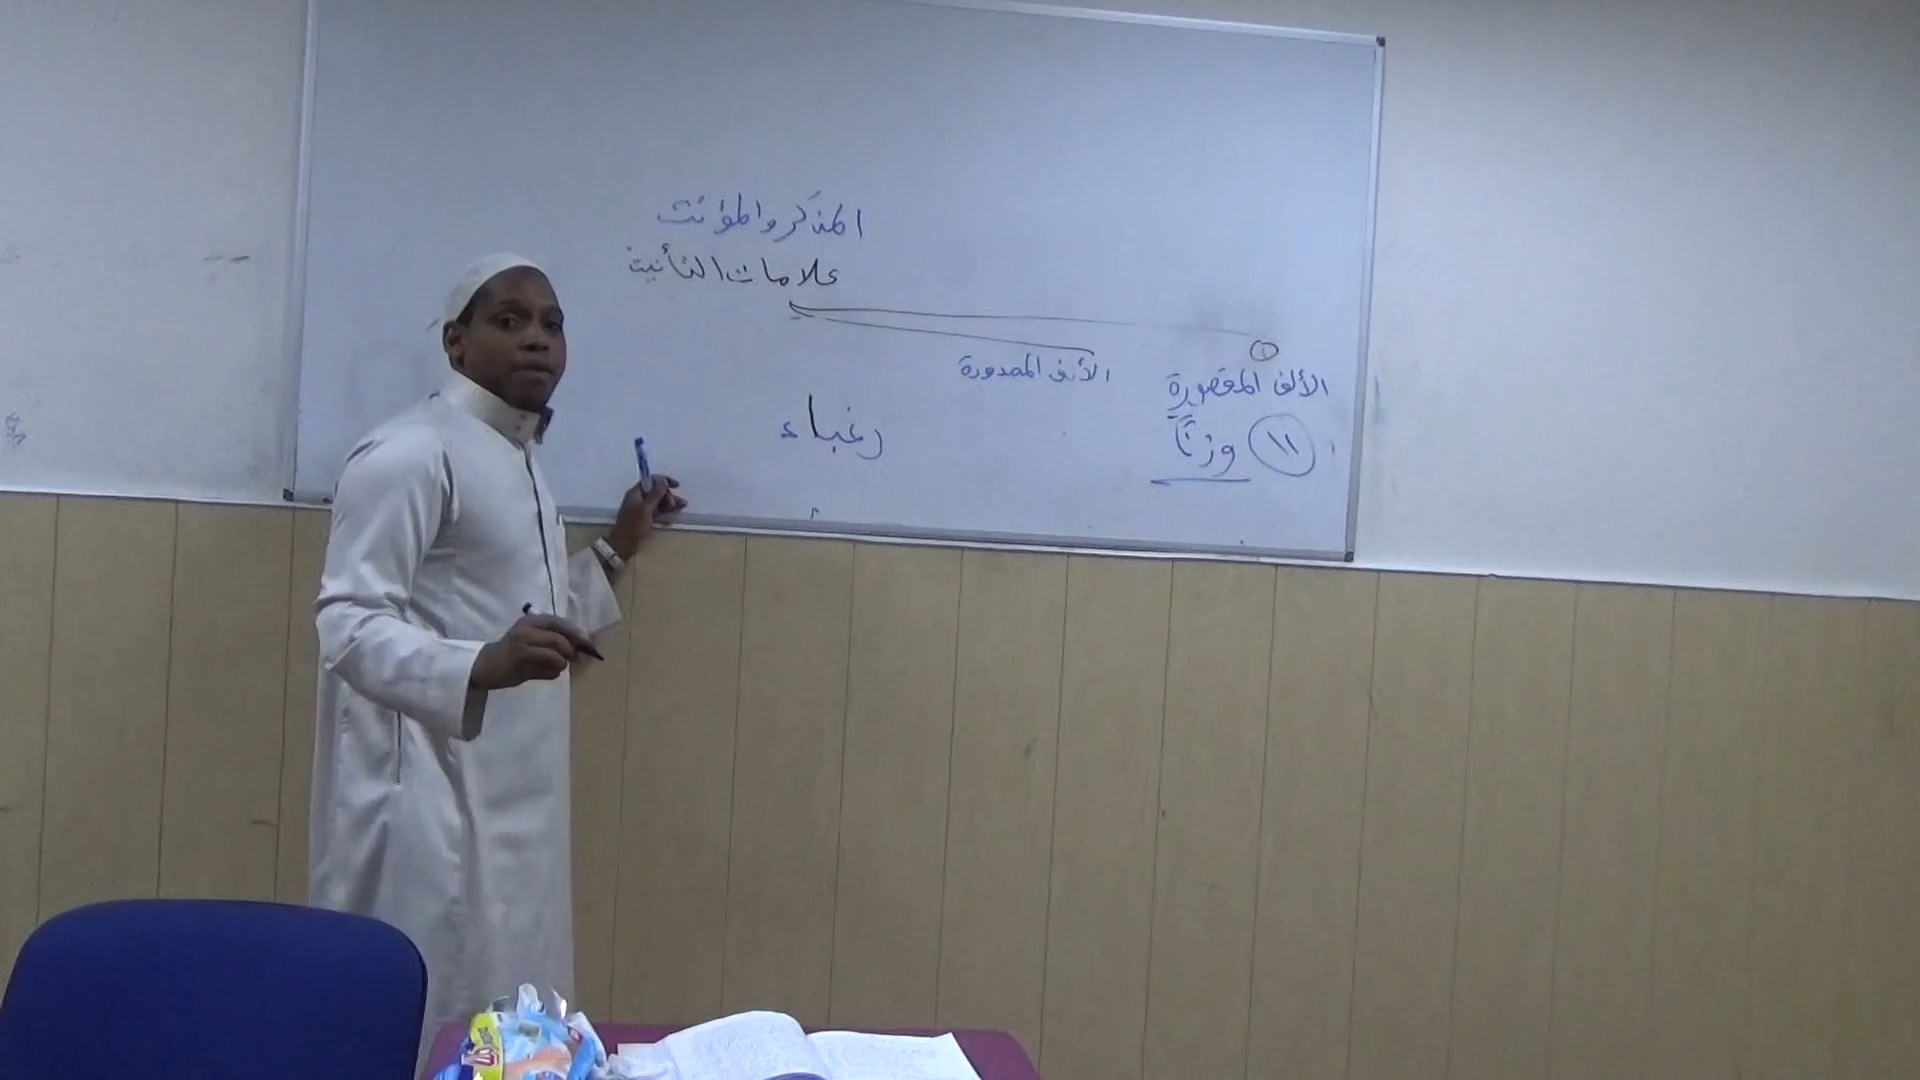 المذكر والمؤنث
علامات التأنيث
١
الألف المقصورة
١١ وزنًا
الألف الممدودة
رغباء